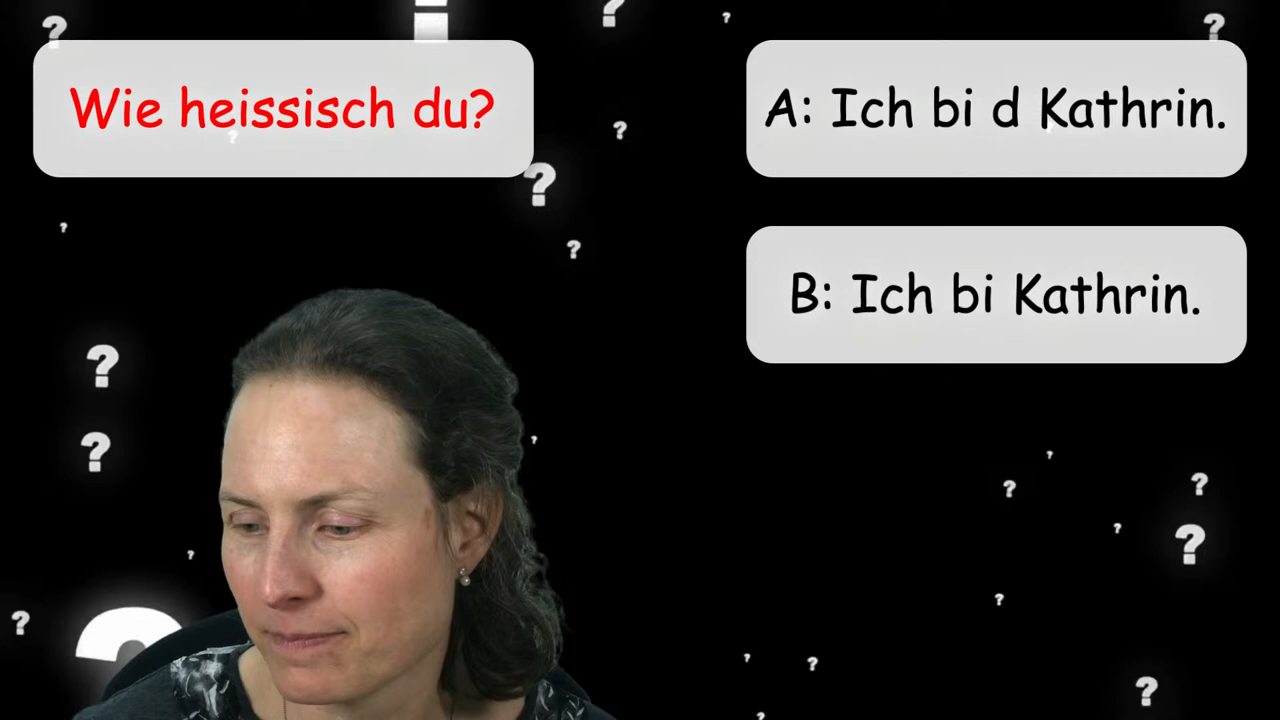 Wie heissisch du?
A: Ich bi d Kathrin.
B: Ich bi Kathrin.